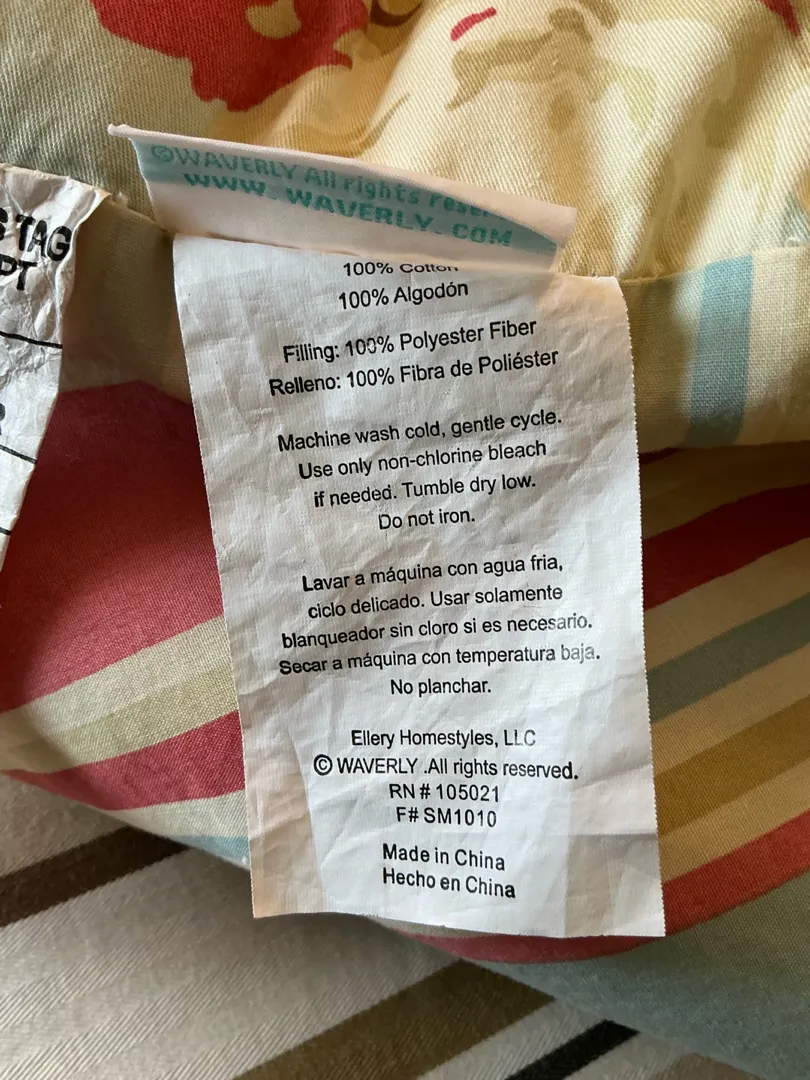 S TAG
PT
©WAVERLY All rights
WWW.WAVERLY.COM
100% Cotton
100% Algodón
Filling: 100% Polyester Fiber
Relleno: 100% Fibra de Poliéster
Machine wash cold, gentle cycle.
Use only non-chlorine bleach
if needed. Tumble dry low.
Do not iron.
Lavar a máquina con agua fria,
ciclo delicado. Usar solamente
blanqueador sin cloro si es necesario.
Secar a máquina con temperatura baja.
No planchar.
Ellery Homestyles, LLC
© WAVERLY .All rights reserved.
RN # 105021
F# SM1010
Made in China
Hecho en China